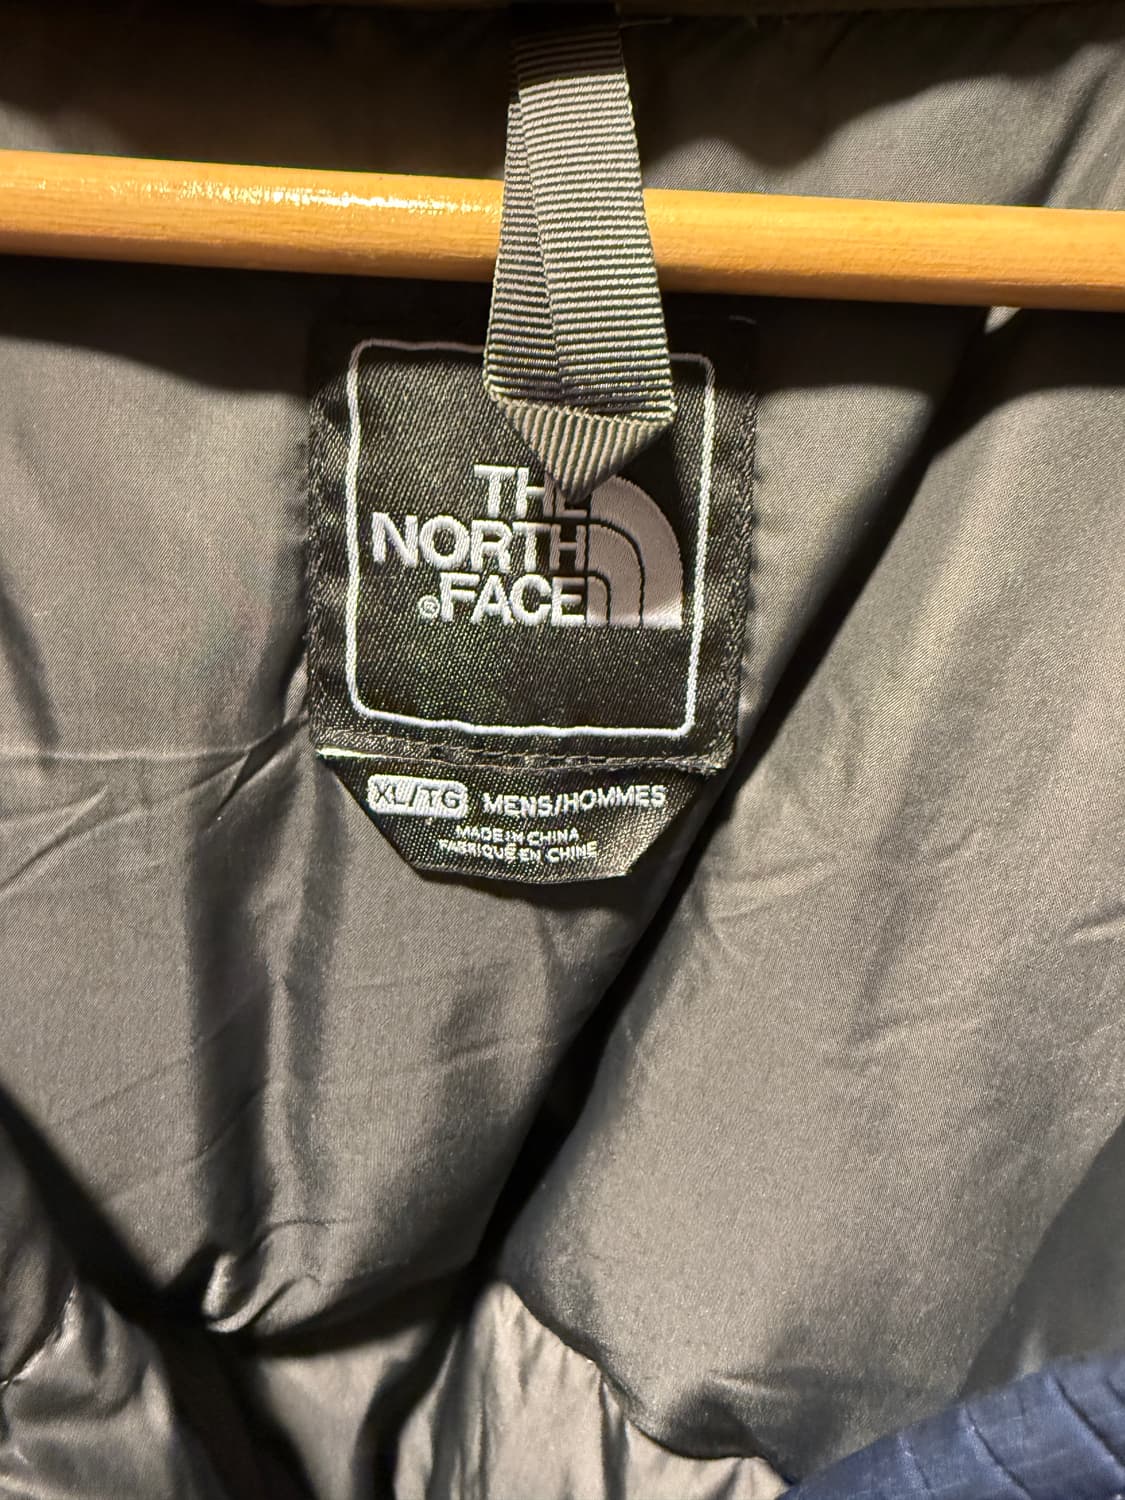 THE
NORTH
®FACE
XL/TG MENS/HOMMES
MADE IN CHINA
FABRIQUÉ EN CHINE